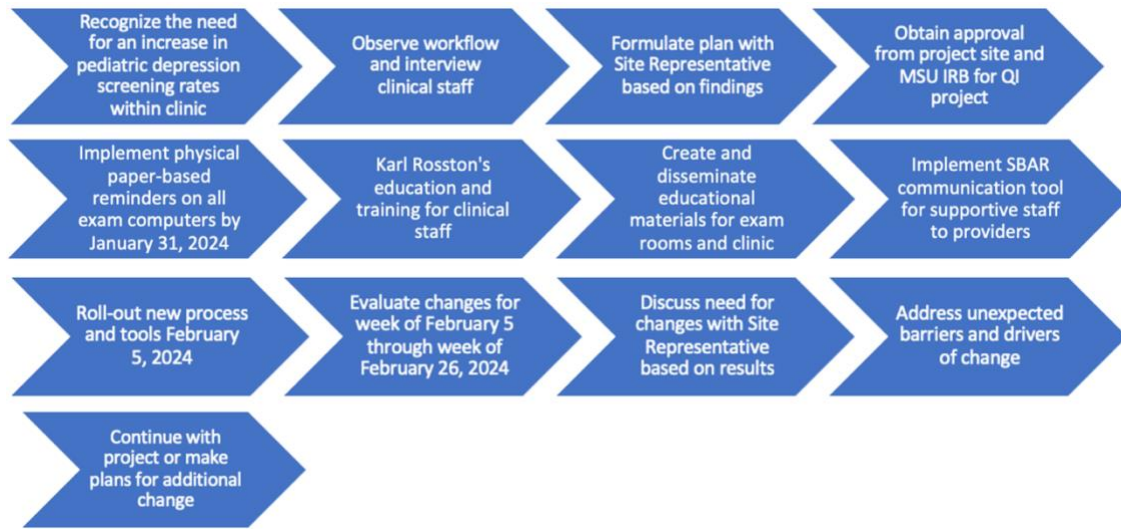 Recognize the need
for an increase in
pediatric depression
screening rates
within clinic
Observe workflow
and interview
clinical staff
Formulate plan with
Site Representative
based on findings
Obtain approval
from project site and
MSU IRB for QI
project
Implement physical
paper-based
reminders on all
exam computers by
January 31, 2024
Karl Rosston's
education and
training for clinical
staff
Create and
disseminate
educational
materials for exam
rooms and clinic
Implement SBAR
communication tool
for supportive staff
to providers
Roll-out new process
and tools February
5, 2024
Evaluate changes for
week of February 5
through week of
February 26, 2024
Discuss need for
changes with Site
Representative
based on results
Address unexpected
barriers and drivers
of change
Continue with
project or make
plans for additional
change